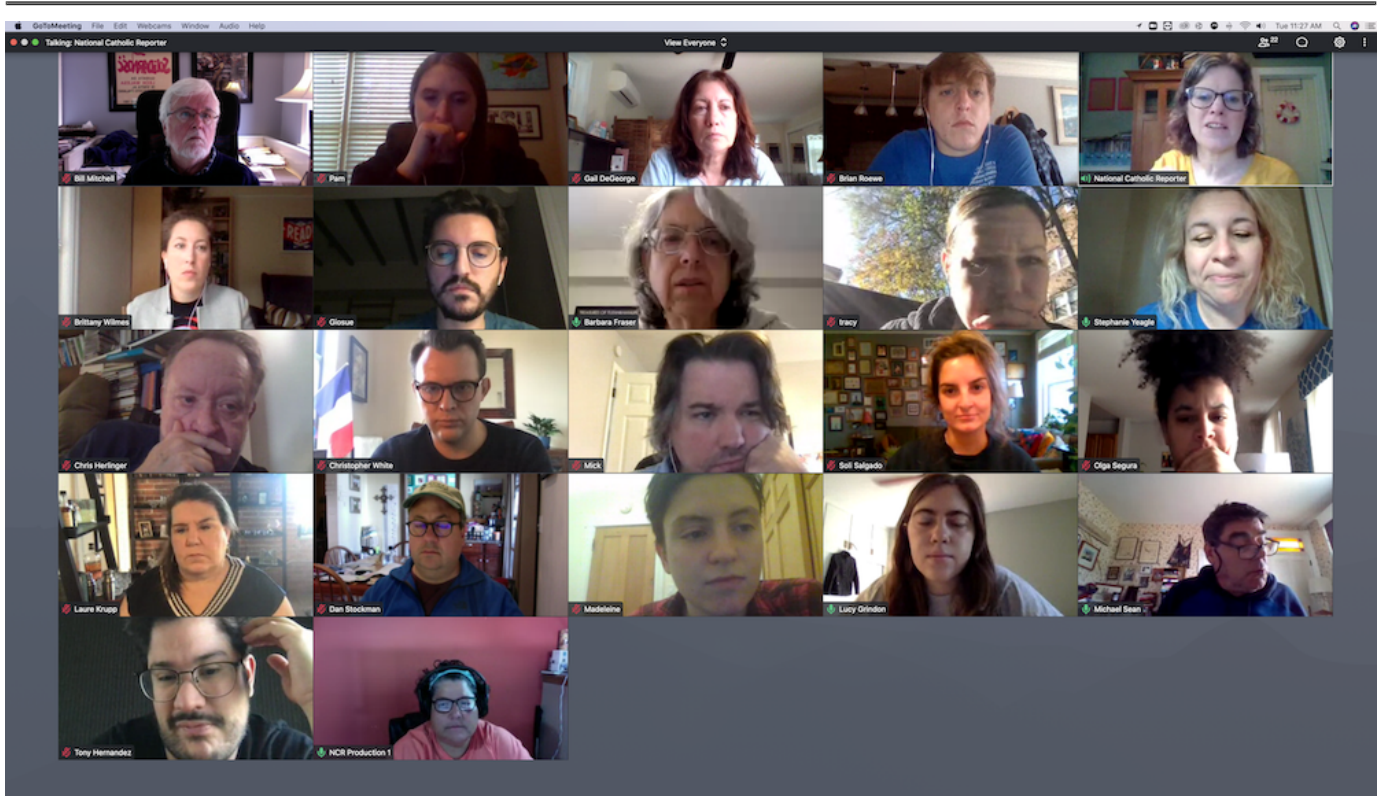 GoToMeeting File Edit Webcams Window Audio Help
Tue 11:27 AM
Talking: National Catholic Reporter
View Everyone
22
Bill Mitchell
Pam
Gail DeGeorge
Brian Roewe
National Catholic Reporter
READ
Brittany Wilmes
Giosue
Barbara Fraser
tracy
Stephanie Yeagle
Chris Herlinger
Christopher White
Mick
Soli Salgado
Olga Segura
Laure Krupp
Dan Stockman
Madeleine
Lucy Grindon
Michael Sean
Tony Hernandez
NCR Production 1